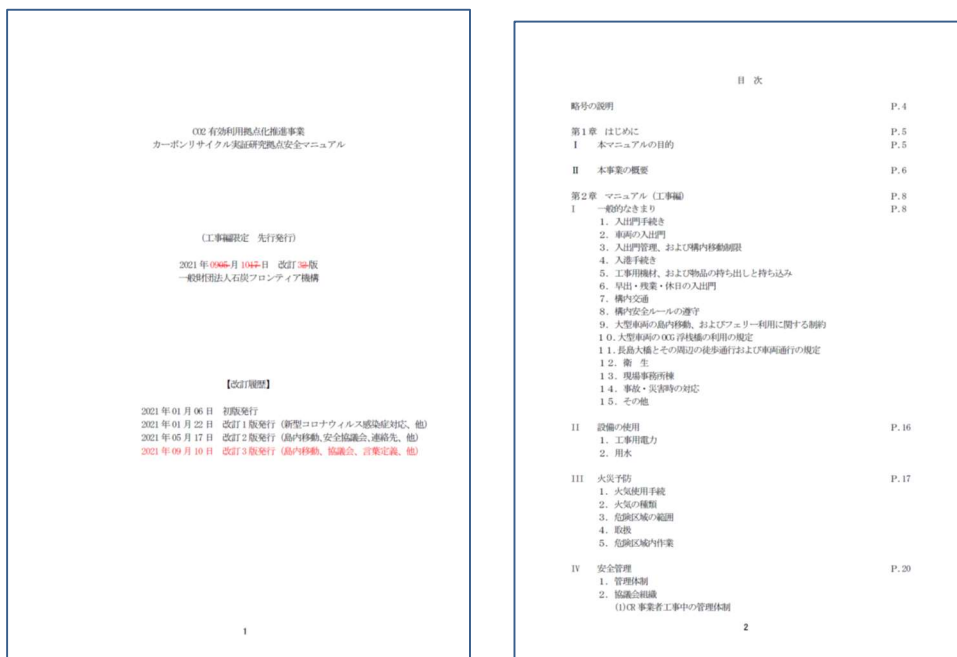 CO2 有効利用拠点化推進事業
カーボンリサイクル実証研究拠点安全マニュアル
（工事編限定　先行発行）
2021 年 0905 月 1017 日　改訂 32 版
一般財団法人石炭フロンティア機構
【改訂履歴】
2021 年 01 月 06 日　初版発行
2021 年 01 月 22 日　改訂 1 版発行（新型コロナウィルス感染症対応、他）
2021 年 05 月 17 日　改訂 2 版発行（島内移動、安全協議会、連絡先、他）
2021 年 09 月 10 日　改訂 3 版発行（島内移動、協議会、言葉定義、他）
1
目　次
略号の説明 P.4
第1章　はじめに P.5
I　本マニュアルの目的 P.5
II　本事業の概要 P.6
第2章　マニュアル（工事編） P.8
I　一般的なきまり P.8
1．入出門手続き
2．車両の入出門
3．入出門管理、および構内移動制限
4．入港手続き
5．工事用機材、および物品の持ち出しと持ち込み
6．早出・残業・休日の入出門
7．構内交通
8．構内安全ルールの遵守
9．大型車両の島内移動、およびフェリー利用に関する制約
10．大型車両の OCG 浮桟橋の利用の規定
11．長島大橋とその周辺の徒歩通行および車両通行の規定
12．衛　生
13．現場事務所棟
14．事故・災害時の対応
15．その他
II　設備の使用 P.16
1．工事用電力
2．用水
III　火災予防 P.17
1．火気使用手続
2．火気の種類
3．危険区域の範囲
4．取扱
5．危険区域内作業
IV　安全管理 P.20
1．管理体制
2．協議会組織
(1)CR 事業者工事中の管理体制
2